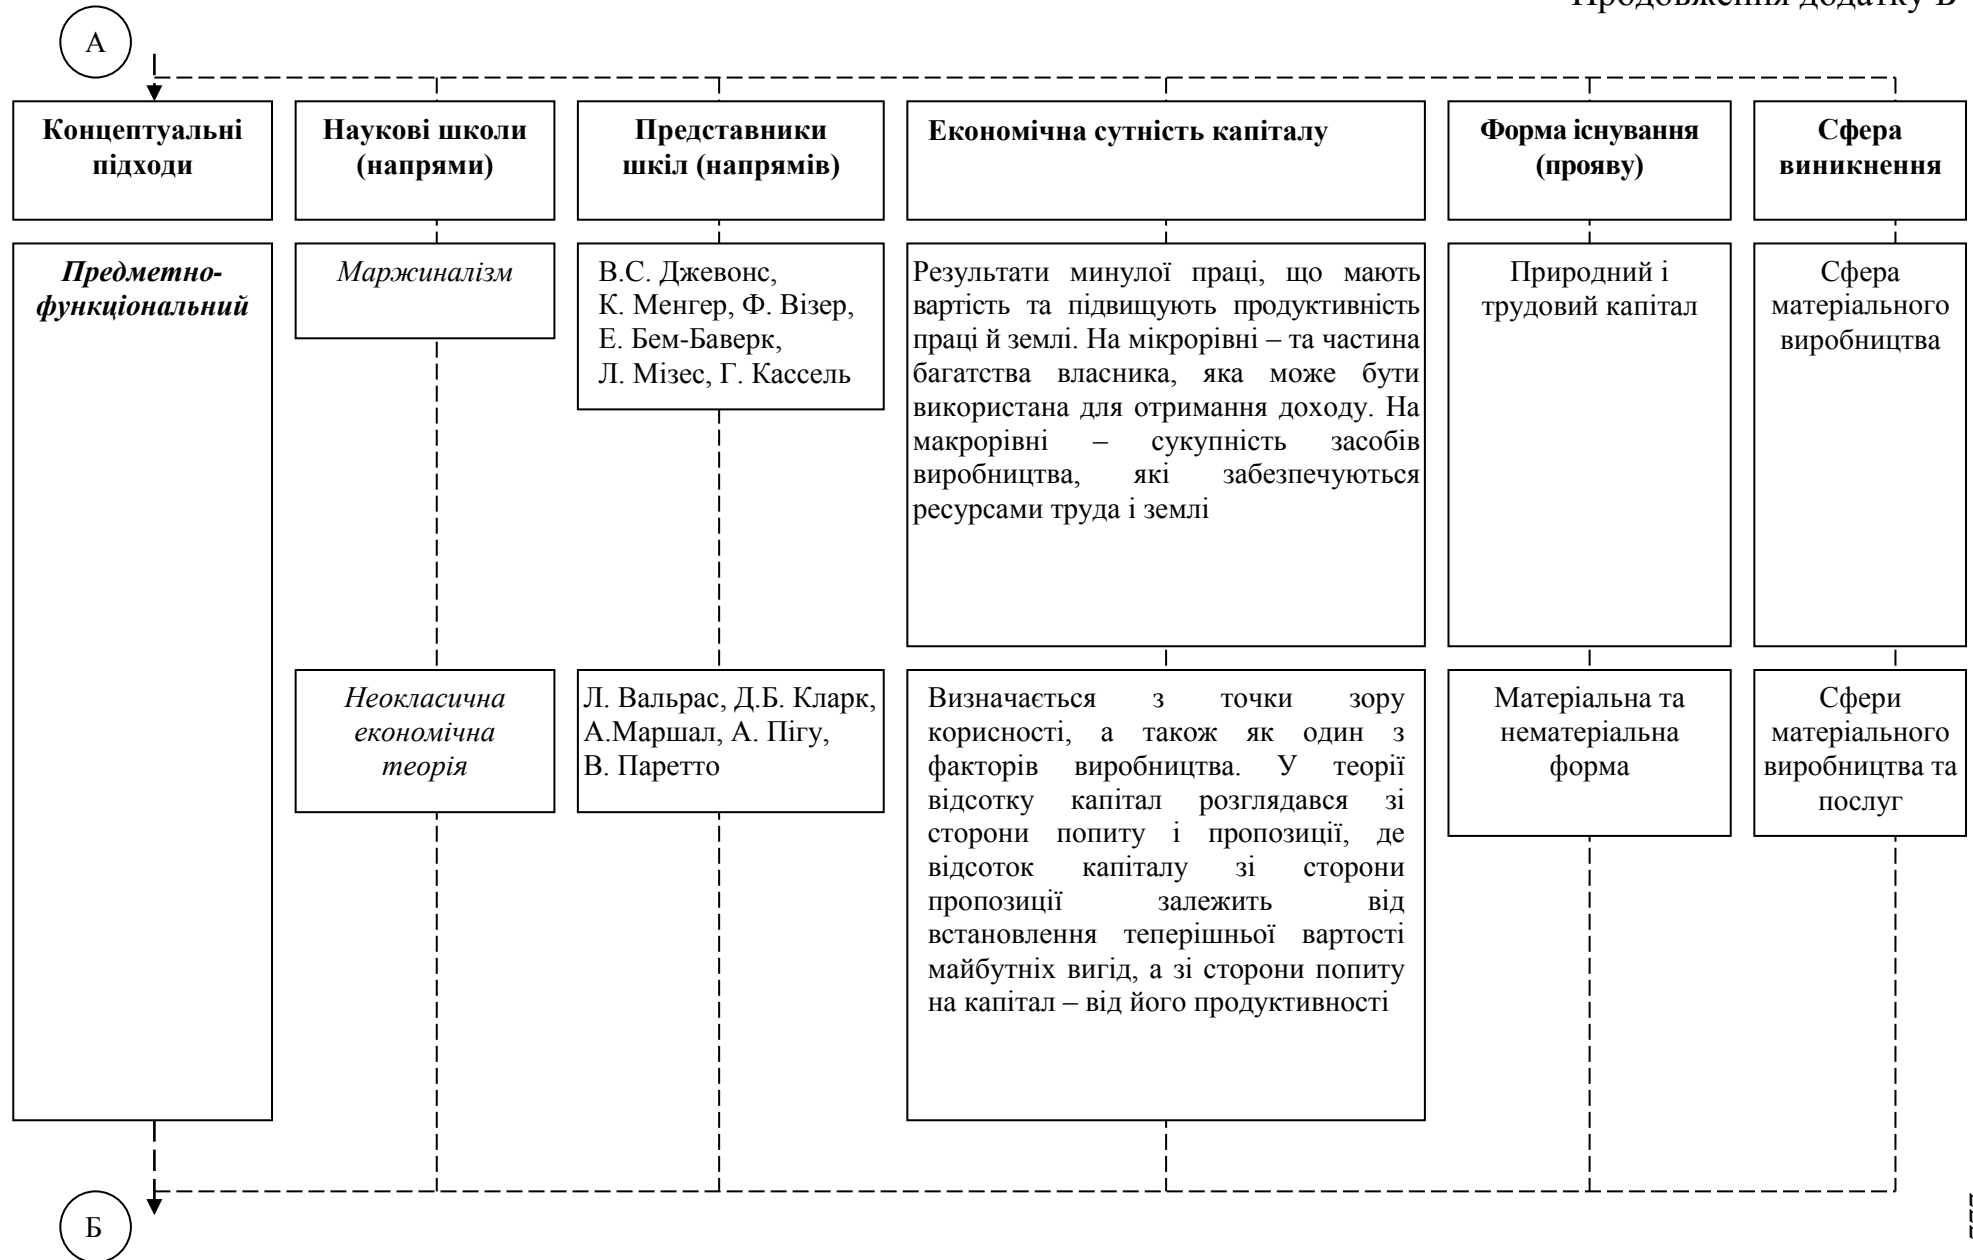 Продовження додатку В
А
Концептуальні
підходи
Наукові школи
(напрями)
Представники
шкіл (напрямів)
Економічна сутність капіталу
Форма існування
(прояву)
Сфера
виникнення
Предметно-
функціональний
Маржиналізм
В.С. Джевонс,
К. Менгер, Ф. Візер,
Е. Бем-Баверк,
Л. Мізес, Г. Кассель
Результати минулої праці, що мають
вартість та підвищують продуктивність
праці й землі. На мікрорівні – та частина
багатства власника, яка може бути
використана для отримання доходу. На
макрорівні – сукупність засобів
виробництва, які забезпечуються
ресурсами труда і землі
Природний і
трудовий капітал
Сфера
матеріального
виробництва
Неокласична
економічна
теорія
Л. Вальрас, Д.Б. Кларк,
А.Маршал, А. Пігу,
В. Паретто
Визначається з точки зору
корисності, а також як один з
факторів виробництва. У теорії
відсотку капітал розглядався зі
сторони попиту і пропозиції, де
відсоток капіталу зі сторони
пропозиції залежить від
встановлення теперішньої вартості
майбутніх вигід, а зі сторони попиту
на капітал – від його продуктивності
Матеріальна та
нематеріальна
форма
Сфери
матеріального
виробництва та
послуг
Б